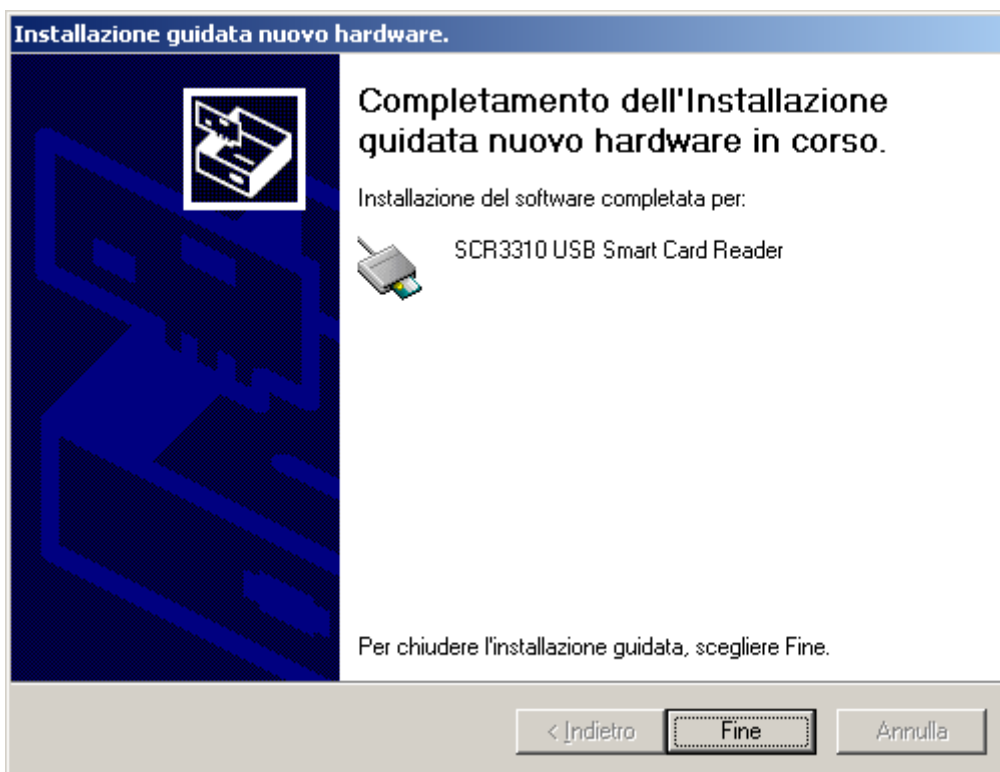 Installazione guidata nuovo hardware.
Completamento dell'Installazione
guidata nuovo hardware in corso.
Installazione del software completata per:
SCR3310 USB Smart Card Reader
Per chiudere l'installazione guidata, scegliere Fine.
< Indietro
Fine
Annulla